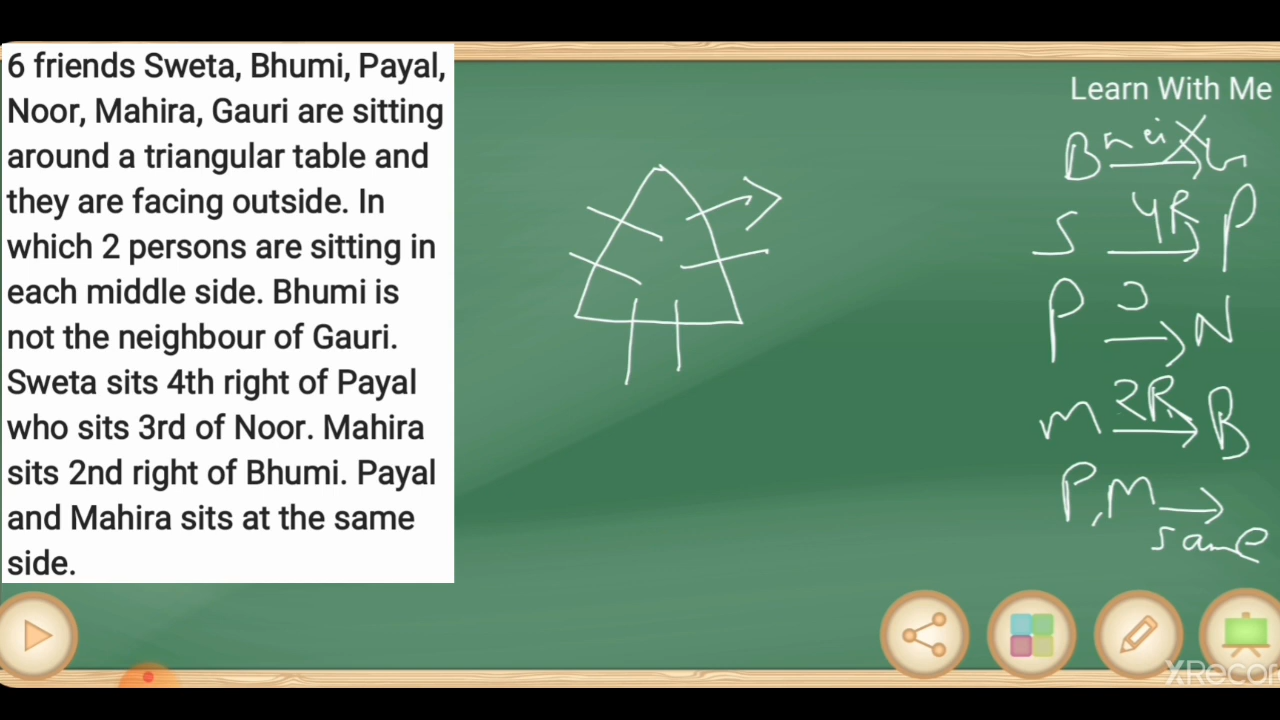 6 friends Sweta, Bhumi, Payal,
Noor, Mahira, Gauri are sitting
around a triangular table and
they are facing outside. In
which 2 persons are sitting in
each middle side. Bhumi is
not the neighbour of Gauri.
Sweta sits 4th right of Payal
who sits 3rd of Noor. Mahira
sits 2nd right of Bhumi. Payal
and Mahira sits at the same
side.
Learn With Me
B nei G
S 4R P
P 3 N
M 2R B
P, M
same
XRecor